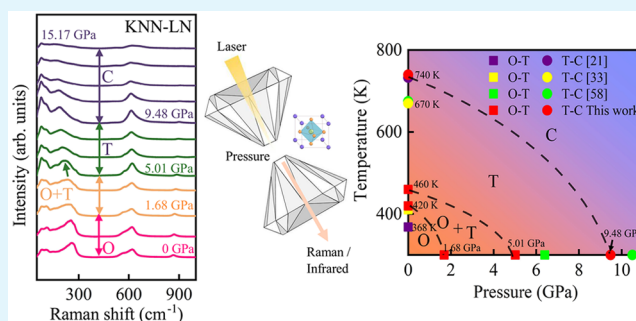 KNN-LN
15.17 GPa
C
9.48 GPa
T
5.01 GPa
O+T
1.68 GPa
O
0 GPa
Intensity (arb. units)
300
600
900
Raman shift (cm⁻¹)
Laser
Pressure
Raman /
Infrared
O-T
T-C [21]
O-T
T-C [33]
O-T
T-C [58]
O-T
T-C This work
800
600
400
Temperature (K)
740 K
670 K
460 K
420 K
368 K
C
T
O + T
O
1.68 GPa
5.01 GPa
9.48 GP
0
2
4
6
8
10
Pressure (GPa)